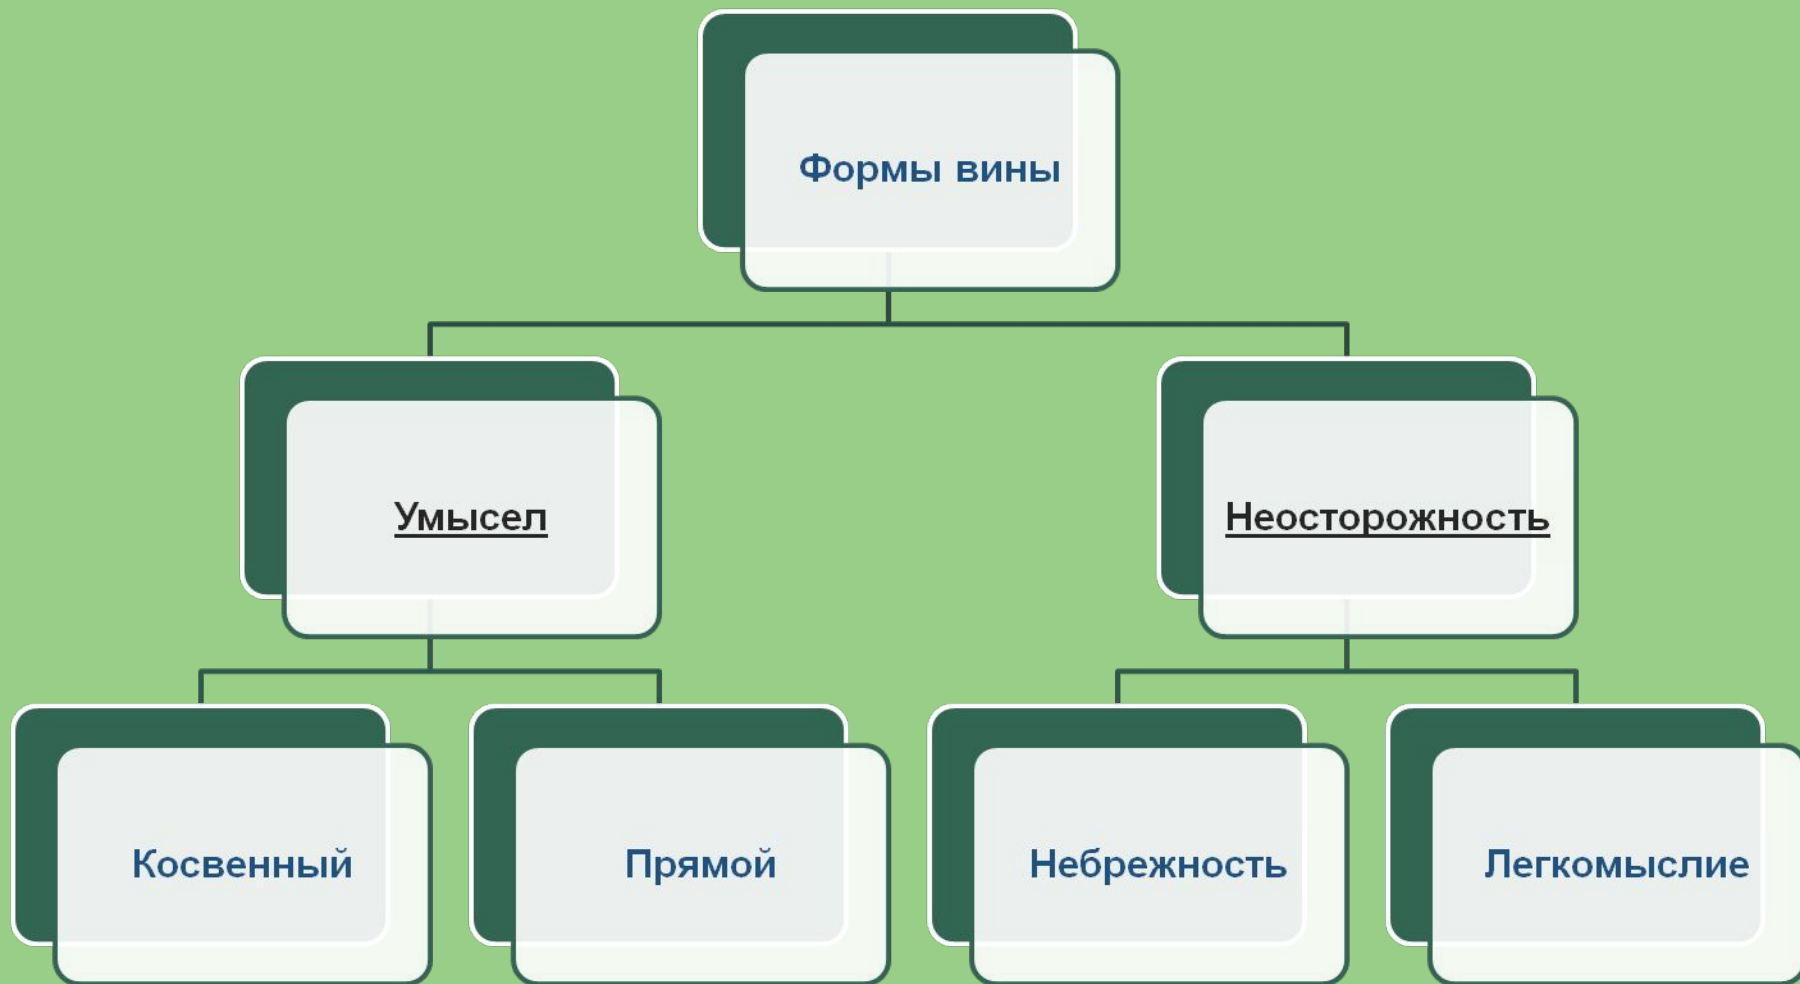 Формы вины
Умысел
Неосторожность
Косвенный
Прямой
Небрежность
Легкомыслие